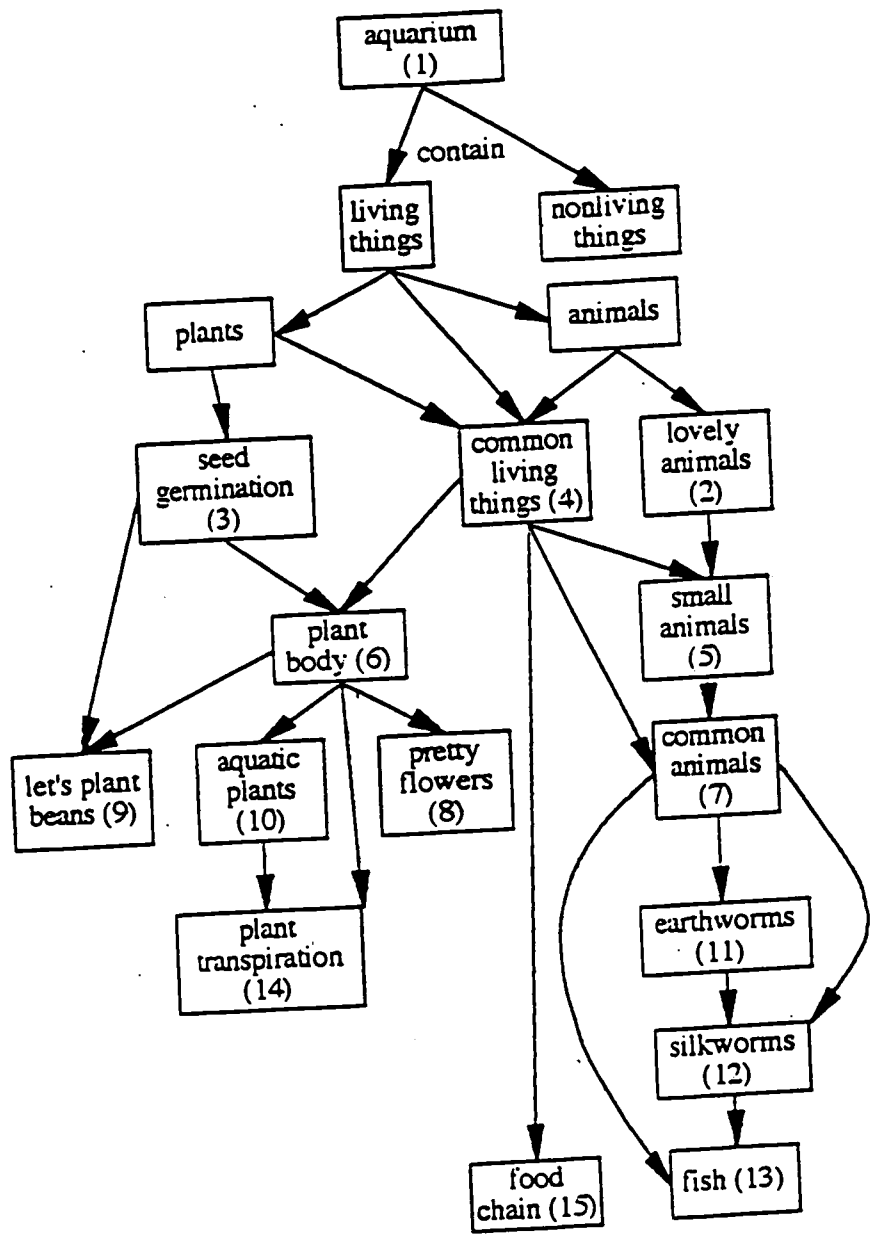 aquarium
(1)
contain
living
things
nonliving
things
plants
animals
seed
germination
(3)
common
living
things (4)
lovely
animals
(2)
small
animals
(5)
plant
body (6)
let's plant
beans (9)
aquatic
plants
(10)
pretty
flowers
(8)
common
animals
(7)
plant
transpiration
(14)
earthworms
(11)
silkworms
(12)
food
chain (15)
fish (13)